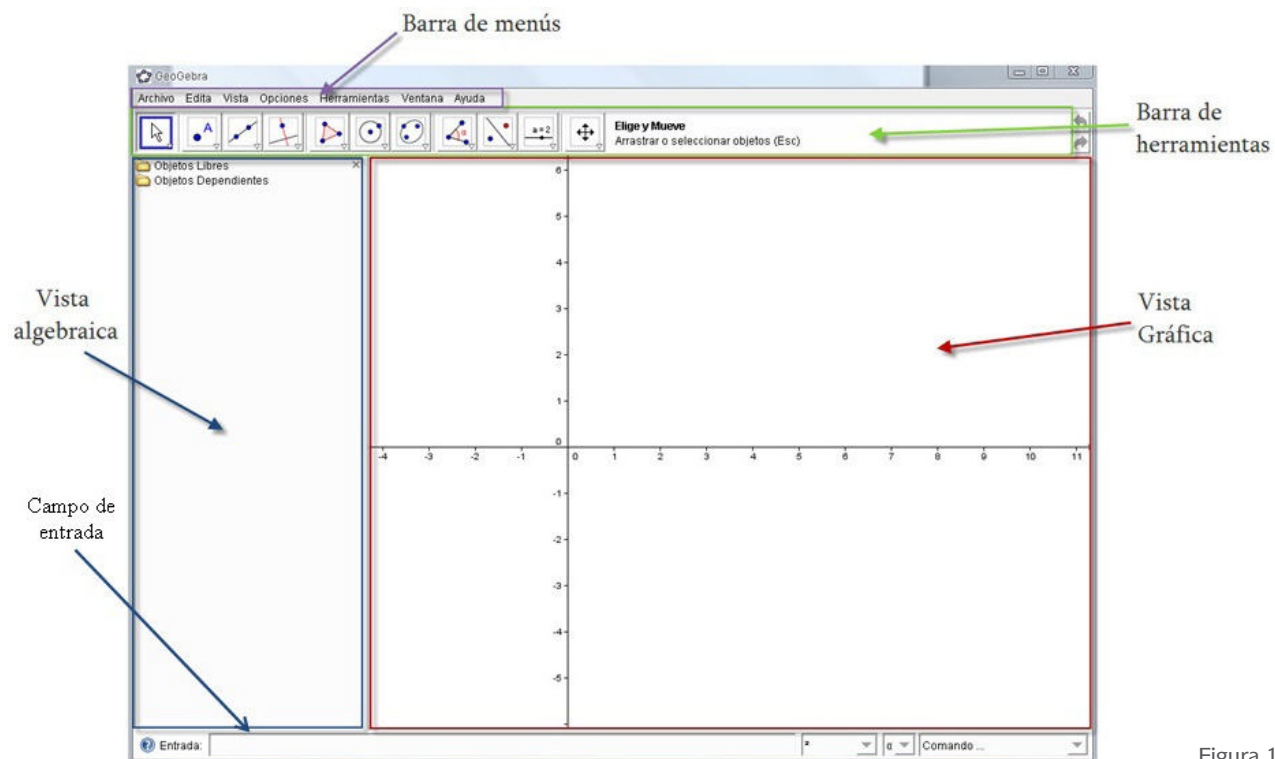 Barra de menús
GeoGebra
Archivo Edita Vista Opciones Herramientas Ventana Ayuda
A
α
a=2
Elige y Mueve
Arrastrar o seleccionar objetos (Esc)
Barra de
herramientas
Objetos Libres
Objetos Dependientes
Vista
algebraica
Vista
Gráfica
Campo de
entrada
6
5
4
3
2
1
0
-4 -3 -2 -1 0 1 2 3 4 5 6 7 8 9 10 11
-1
-2
-3
-4
-5
Entrada:
² α Comando ...
Figura 1